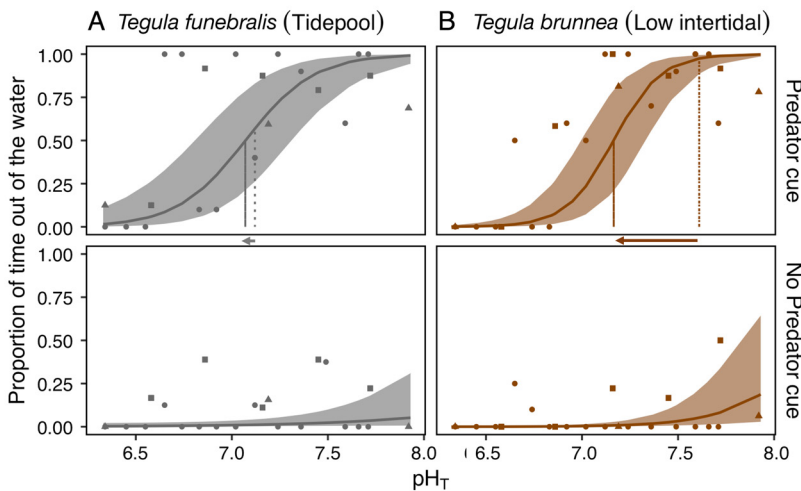 A Tegula funebralis (Tidepool)
B Tegula brunnea (Low intertidal)
Proportion of time out of the water
1.00
0.75
0.50
0.25
0.00
Predator cue
1.00
0.75
0.50
0.25
0.00
No Predator cue
6.5 7.0 7.5 8.0
( 6.5 7.0 7.5 8.0
pH_T